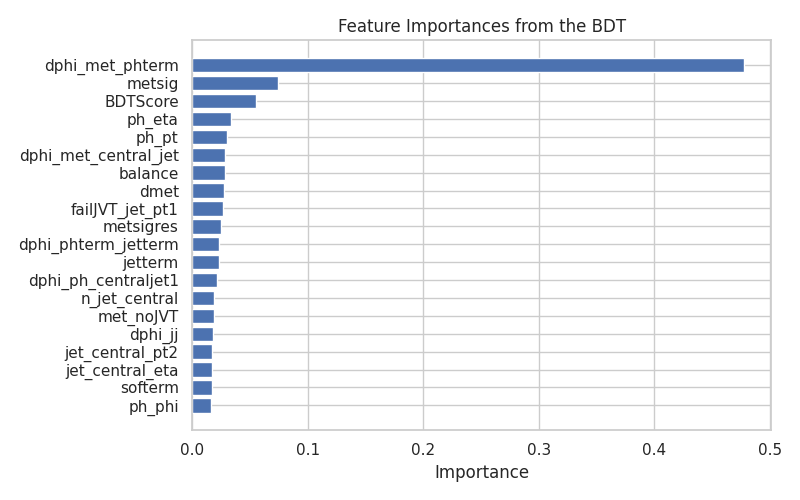 Feature Importances from the BDT
dphi_met_phterm
metsig
BDTScore
ph_eta
ph_pt
dphi_met_central_jet
balance
dmet
failJVT_jet_pt1
metsigres
dphi_phterm_jetterm
jetterm
dphi_ph_centraljet1
n_jet_central
met_noJVT
dphi_jj
jet_central_pt2
jet_central_eta
softerm
ph_phi
0.0 0.1 0.2 0.3 0.4 0.5
Importance